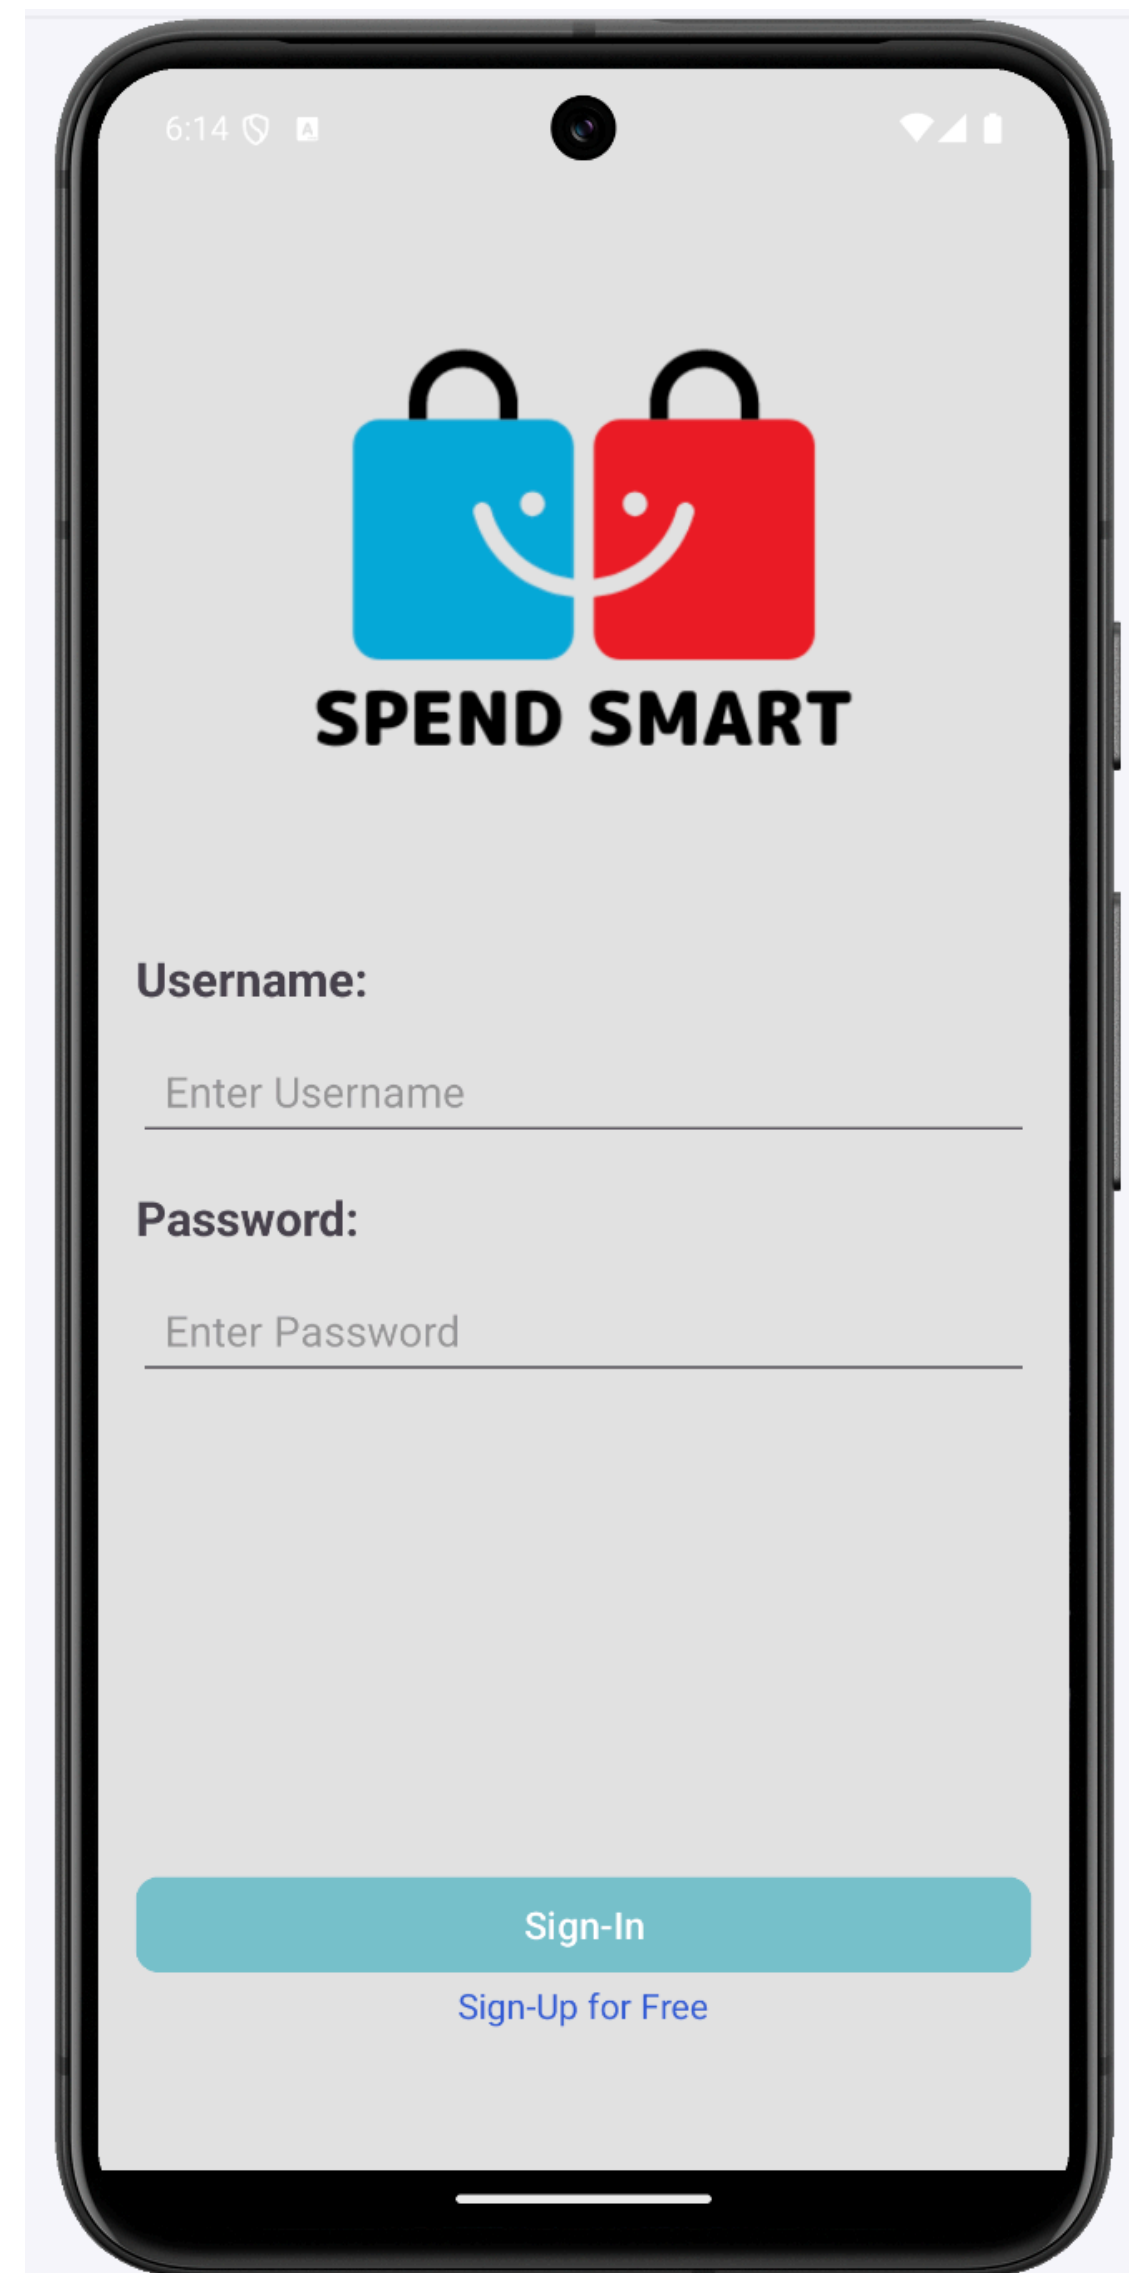 6:14
A
SPEND SMART
Username:
Enter Username
Password:
Enter Password
Sign-In
Sign-Up for Free